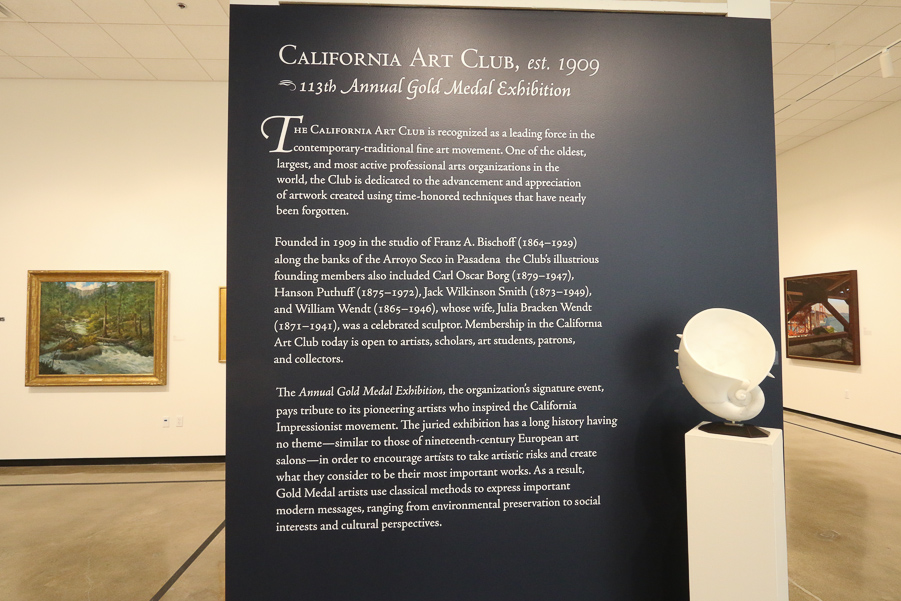 CALIFORNIA ART CLUB, est. 1909
113th Annual Gold Medal Exhibition
THE CALIFORNIA ART CLUB is recognized as a leading force in the
contemporary-traditional fine art movement. One of the oldest,
largest, and most active professional arts organizations in the
world, the Club is dedicated to the advancement and appreciation
of artwork created using time-honored techniques that have nearly
been forgotten.
Founded in 1909 in the studio of Franz A. Bischoff (1864–1929)
along the banks of the Arroyo Seco in Pasadena the Club's illustrious
founding members also included Carl Oscar Borg (1879–1947),
Hanson Puthuff (1875–1972), Jack Wilkinson Smith (1873–1949),
and William Wendt (1865–1946), whose wife, Julia Bracken Wendt
(1871–1941), was a celebrated sculptor. Membership in the California
Art Club today is open to artists, scholars, art students, patrons,
and collectors.
The Annual Gold Medal Exhibition, the organization's signature event,
pays tribute to its pioneering artists who inspired the California
Impressionist movement. The juried exhibition has a long history having
no theme—similar to those of nineteenth-century European art
salons—in order to encourage artists to take artistic risks and create
what they consider to be their most important works. As a result,
Gold Medal artists use classical methods to express important
modern messages, ranging from environmental preservation to social
interests and cultural perspectives.